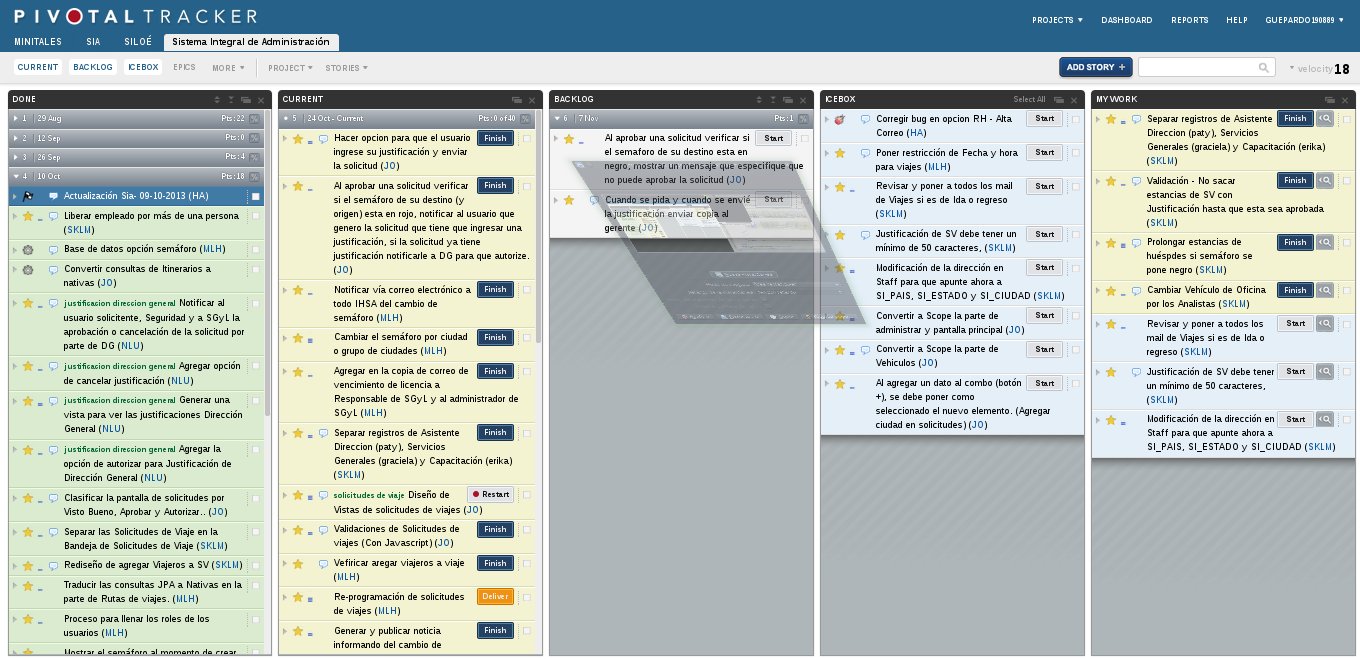 PIVOTAL TRACKER
PROJECTS DASHBOARD REPORTS HELP GUEPARDO190889
MINITALES SIA SILOÉ Sistema Integral de Administración
CURRENT BACKLOG ICEBOX EPICS MORE PROJECT STORIES ADD STORY + velocity 18
DONE
1 29 Aug Pts: 22
2 12 Sep Pts: 0
3 26 Sep Pts: 4
4 10 Oct Pts: 18
Actualización Sia- 09-10-2013 (HA)
Liberar empleado por más de una persona
(SKLM)
Base de datos opción semáforo (MLH)
Convertir consultas de Itinerarios a
nativas (JO)
justificacion direccion general Notificar al
usuario solicitente, Seguridad y a SGyL la
aprobación o cancelación de la solicitud por
parte de DG (NLU)
justificacion direccion general Agregar opción
de cancelar justificación (NLU)
justificacion direccion general Generar una
vista para ver las justificaciones Dirección
General (NLU)
justificacion direccion general Agregar la
opción de autorizar para Justificación de
Dirección General (NLU)
Clasificar la pantalla de solicitudes por
Visto Bueno, Aprobar y Autorizar.. (JO)
Separar las Solicitudes de Viaje en la
Bandeja de Solicitudes de Viaje (SKLM)
Rediseño de agregar Viajeros a SV (SKLM)
Traducir las consultas JPA a Nativas en la
parte de Rutas de viajes. (MLH)
Proceso para llenar los roles de los
usuarios (MLH)
Mostrar el semáforo al momento de crear
CURRENT
5 24 Oct - Current Pts: 0 of 40
Hacer opcion para que el usuario Finish
ingrese su justificación y enviar
la solicitud (JO)
Al aprobar una solicitud verificar Finish
si el semáforo de su destino (y
origen) esta en rojo, notificar al usuario que
genero la solicitud que tiene que ingresar una
justificación, si la solicitud ya tiene
justificación notificarle a DG para que autorize.
(JO)
Notificar vía correo electrónico a Finish
todo IHSA del cambio de
semáforo (MLH)
Cambiar el semáforo por ciudad Finish
o grupo de ciudades (MLH)
Agregar en la copia de correo de Finish
vencimiento de licencia a
Responsable de SGyL y al administrador de
SGyL (MLH)
Separar registros de Asistente Finish
Direccion (paty), Servicios
Generales (graciela) y Capacitación (erika)
(SKLM)
solicitudes de viaje Diseño de Restart
Vistas de solicitudes de viajes (JO)
Validaciones de Solicitudes de Finish
viajes (Con Javascript) (JO)
Vefiricar aregar viajeros a viaje Finish
(MLH)
Re-programación de solicitudes Deliver
de viajes (MLH)
Generar y publicar noticia Finish
informando del cambio de
BACKLOG
6 7 Nov Pts: 1
Al aprobar una solicitud verificar si Start
el semaforo de su destino esta en
negro, mostrar un mensaje que especifique que
no puede aprobar la solicitud (JO)
Cuando se pida y cuando se envíe Start
la justificación enviar copia al
gerente (JO)
ICEBOX Select All
Corregir bug en opcion RH - Alta Start
Correo (HA)
Poner restricción de Fecha y hora Start
para viajes (MLH)
Revisar y poner a todos los mail Start
de Viajes si es de Ida o regreso
(SKLM)
Justificación de SV debe tener un Start
mínimo de 50 caracteres, (SKLM)
Modificación de la dirección en Start
Staff para que apunte ahora a
SI_PAIS, SI_ESTADO y SI_CIUDAD (SKLM)
Convertir a Scope la parte de Start
administrar y pantalla principal (JO)
Convertir a Scope la parte de Start
Vehiculos (JO)
Al agregar un dato al combo (botón Start
+), se debe poner como
seleccionado el nuevo elemento. (Agregar
ciudad en solicitudes) (JO)
MY WORK
Separar registros de Asistente Finish
Direccion (paty), Servicios
Generales (graciela) y Capacitación (erika)
(SKLM)
Validación - No sacar Finish
estancias de SV con
Justificación hasta que esta sea aprobada
(SKLM)
Prolongar estancias de Finish
huéspdes si semáforo se
pone negro (SKLM)
Cambiar Vehículo de Oficina Finish
por los Analistas (SKLM)
Revisar y poner a todos los Start
mail de Viajes si es de Ida o
regreso (SKLM)
Justificación de SV debe tener Start
un mínimo de 50 caracteres,
(SKLM)
Modificación de la dirección en Start
Staff para que apunte ahora a
SI_PAIS, SI_ESTADO y SI_CIUDAD (SKLM)